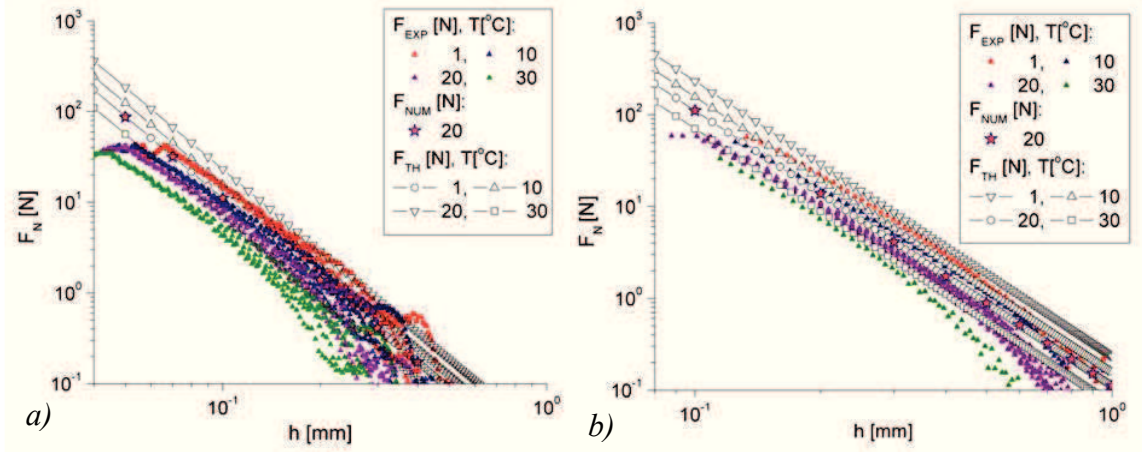 10³
10²
10¹
10⁰
10⁻¹
F_N [N]
10⁻¹
10⁰
h [mm]
a)
F_EXP [N], T[°C]:
1, 10
20, 30
F_NUM [N]:
20
F_TH [N], T[°C]:
1, 10
20, 30
10³
10²
10¹
10⁰
10⁻¹
F_N [N]
10⁻¹
10⁰
h [mm]
b)
F_EXP [N], T[°C]:
1, 10
20, 30
F_NUM [N]:
20
F_TH [N], T[°C]:
1, 10
20, 30